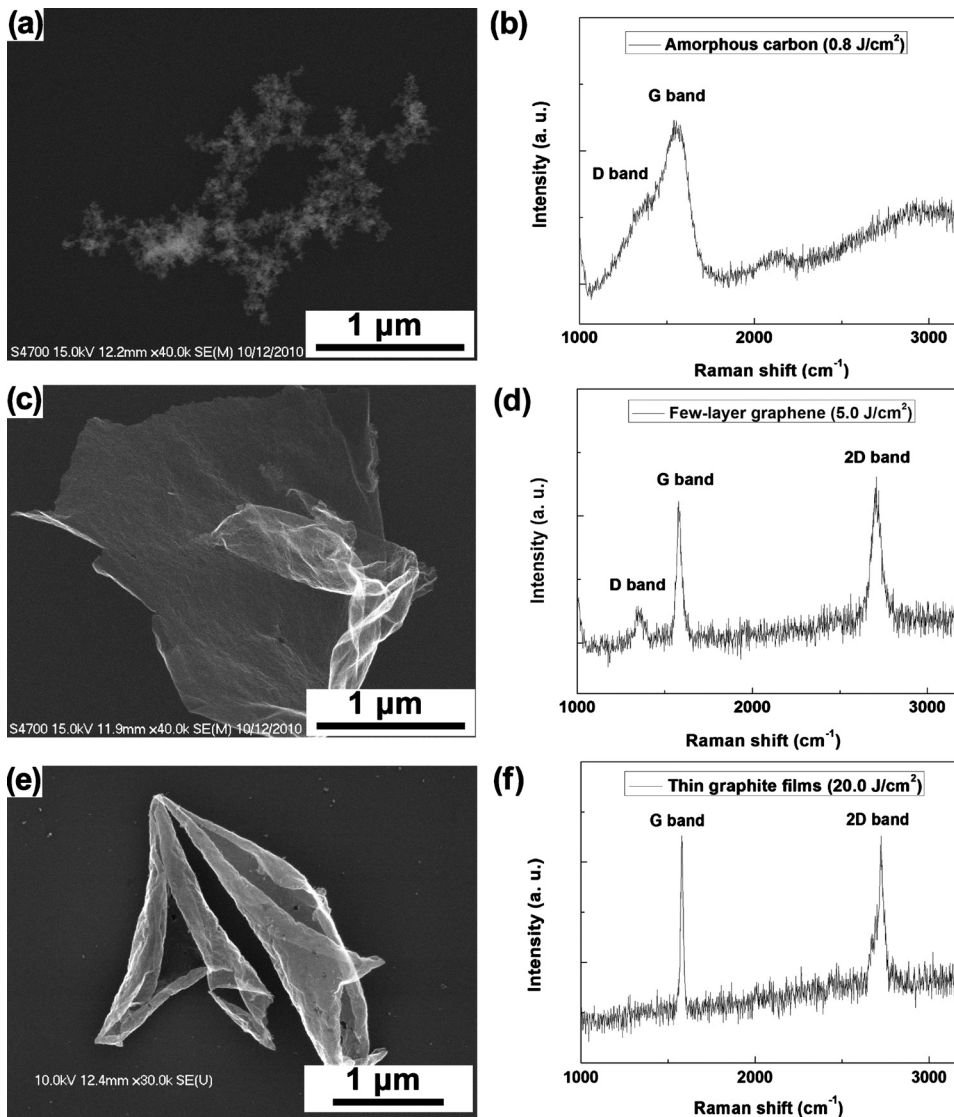 (a)
1 µm
S4700 15.0kV 12.2mm x40.0k SE(M) 10/12/2010
(b)
Amorphous carbon (0.8 J/cm²)
G band
D band
Intensity (a. u.)
1000 2000 3000
Raman shift (cm⁻¹)
(c)
1 µm
S4700 15.0kV 11.9mm x40.0k SE(M) 10/12/2010
(d)
Few-layer graphene (5.0 J/cm²)
2D band
G band
D band
Intensity (a. u.)
1000 2000 3000
Raman shift (cm⁻¹)
(e)
10.0kV 12.4mm x30.0k SE(U)
1 µm
(f)
Thin graphite films (20.0 J/cm²)
G band 2D band
Intensity (a. u.)
1000 2000 3000
Raman shift (cm⁻¹)